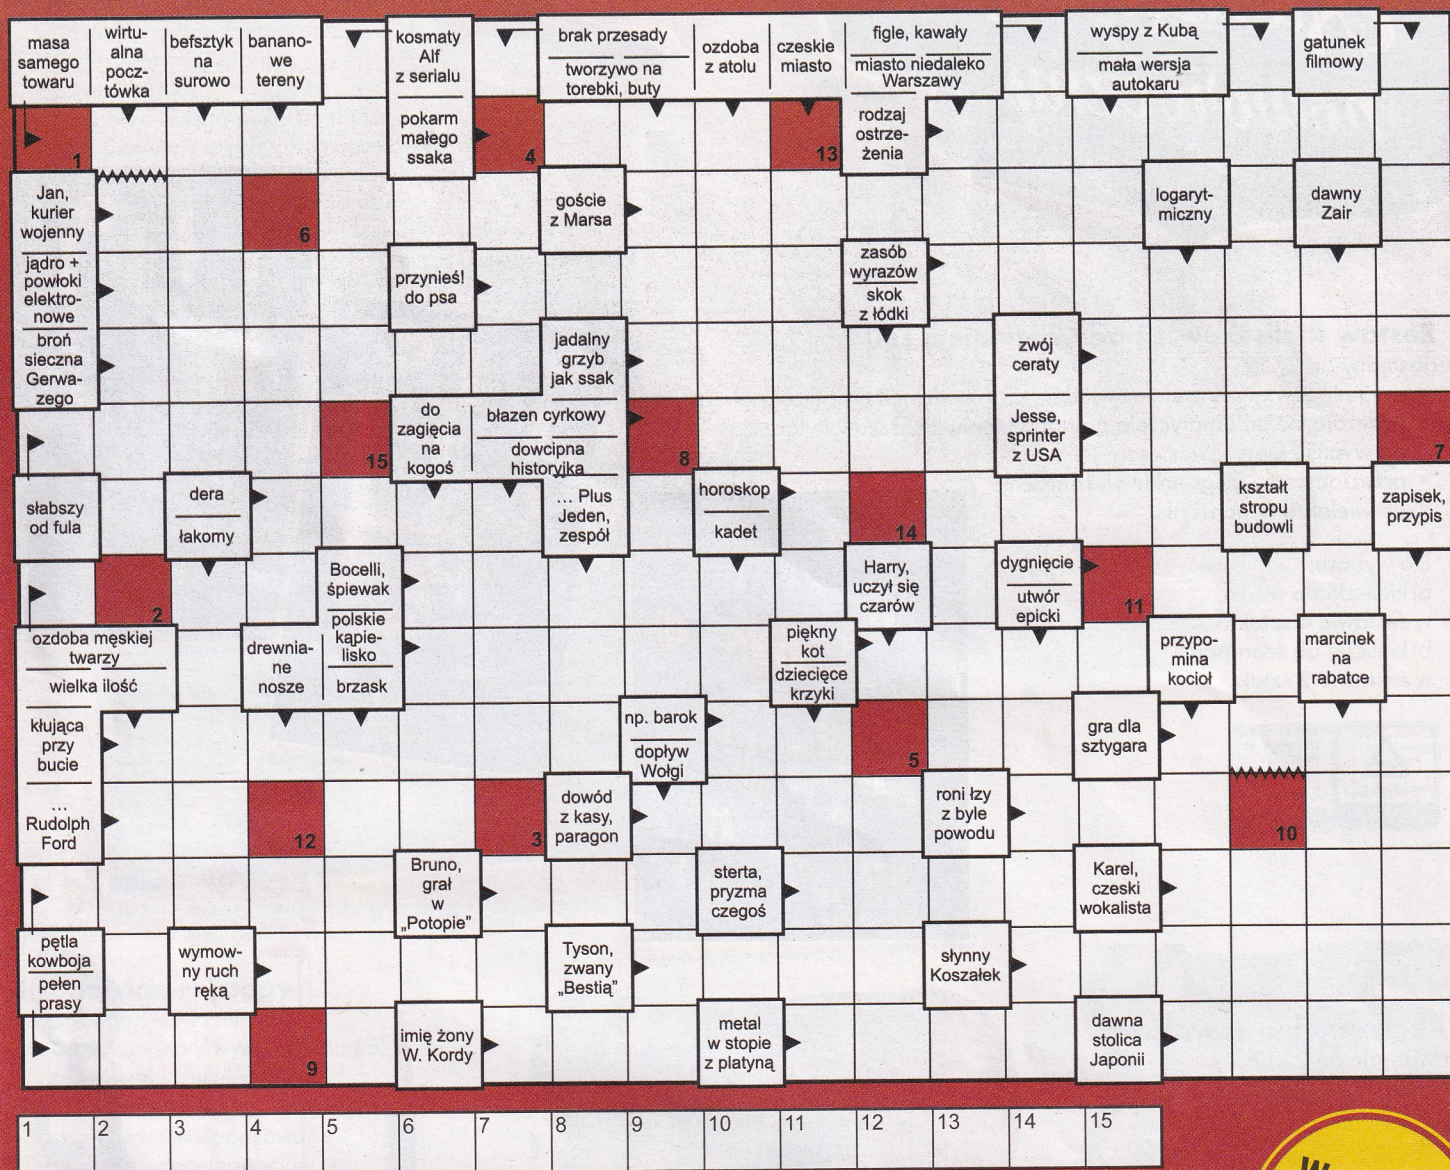 masa
samego
towaru
wirtu-
alna
pocz-
tówka
befsztyk
na
surowo
banano-
we
tereny
kosmaty
Alf
z serialu
pokarm
małego
ssaka
brak przesady
tworzywo na
torebki, buty
ozdoba
z atolu
czeskie
miasto
figle, kawały
miasto niedaleko
Warszawy
rodzaj
ostrze-
żenia
wyspy z Kubą
mała wersja
autokaru
gatunek
filmowy
1
4
13
Jan,
kurier
wojenny
6
goście
z Marsa
logaryt-
miczny
dawny
Zair
jądro +
powłoki
elektro-
nowe
przynieś!
do psa
zasób
wyrazów
skok
z łódki
broń
sieczna
Gerwa-
zego
jadalny
grzyb
jak ssak
zwój
ceraty
15
do
zagięcia
na
kogoś
błazen cyrkowy
dowcipna
historyjka
8
Jesse,
sprinter
z USA
7
słabszy
od fula
dera
łakomy
... Plus
Jeden,
zespół
horoskop
kadet
14
kształt
stropu
budowli
zapisek,
przypis
2
Bocelli,
śpiewak
Harry,
uczył się
czarów
dygnięcie
utwór
epicki
11
ozdoba męskiej
twarzy
wielka ilość
drewnia-
ne
nosze
polskie
kąpie-
lisko
brzask
piękny
kot
dziecięce
krzyki
przypo-
mina
kocioł
marcinek
na
rabatce
kłująca
przy
bucie
np. barok
dopływ
Wołgi
5
gra dla
sztygara
...
Rudolph
Ford
12
3
dowód
z kasy,
paragon
roni łzy
z byle
powodu
10
Bruno,
grał
w
„Potopie”
sterta,
pryzma
czegoś
Karel,
czeski
wokalista
pętla
kowboja
pełen
prasy
wymow-
ny ruch
ręką
Tyson,
zwany
„Bestią”
słynny
Koszałek
9
imię żony
W. Kordy
metal
w stopie
z platyną
dawna
stolica
Japonii
1 2 3 4 5 6 7 8 9 10 11 12 13 14 15